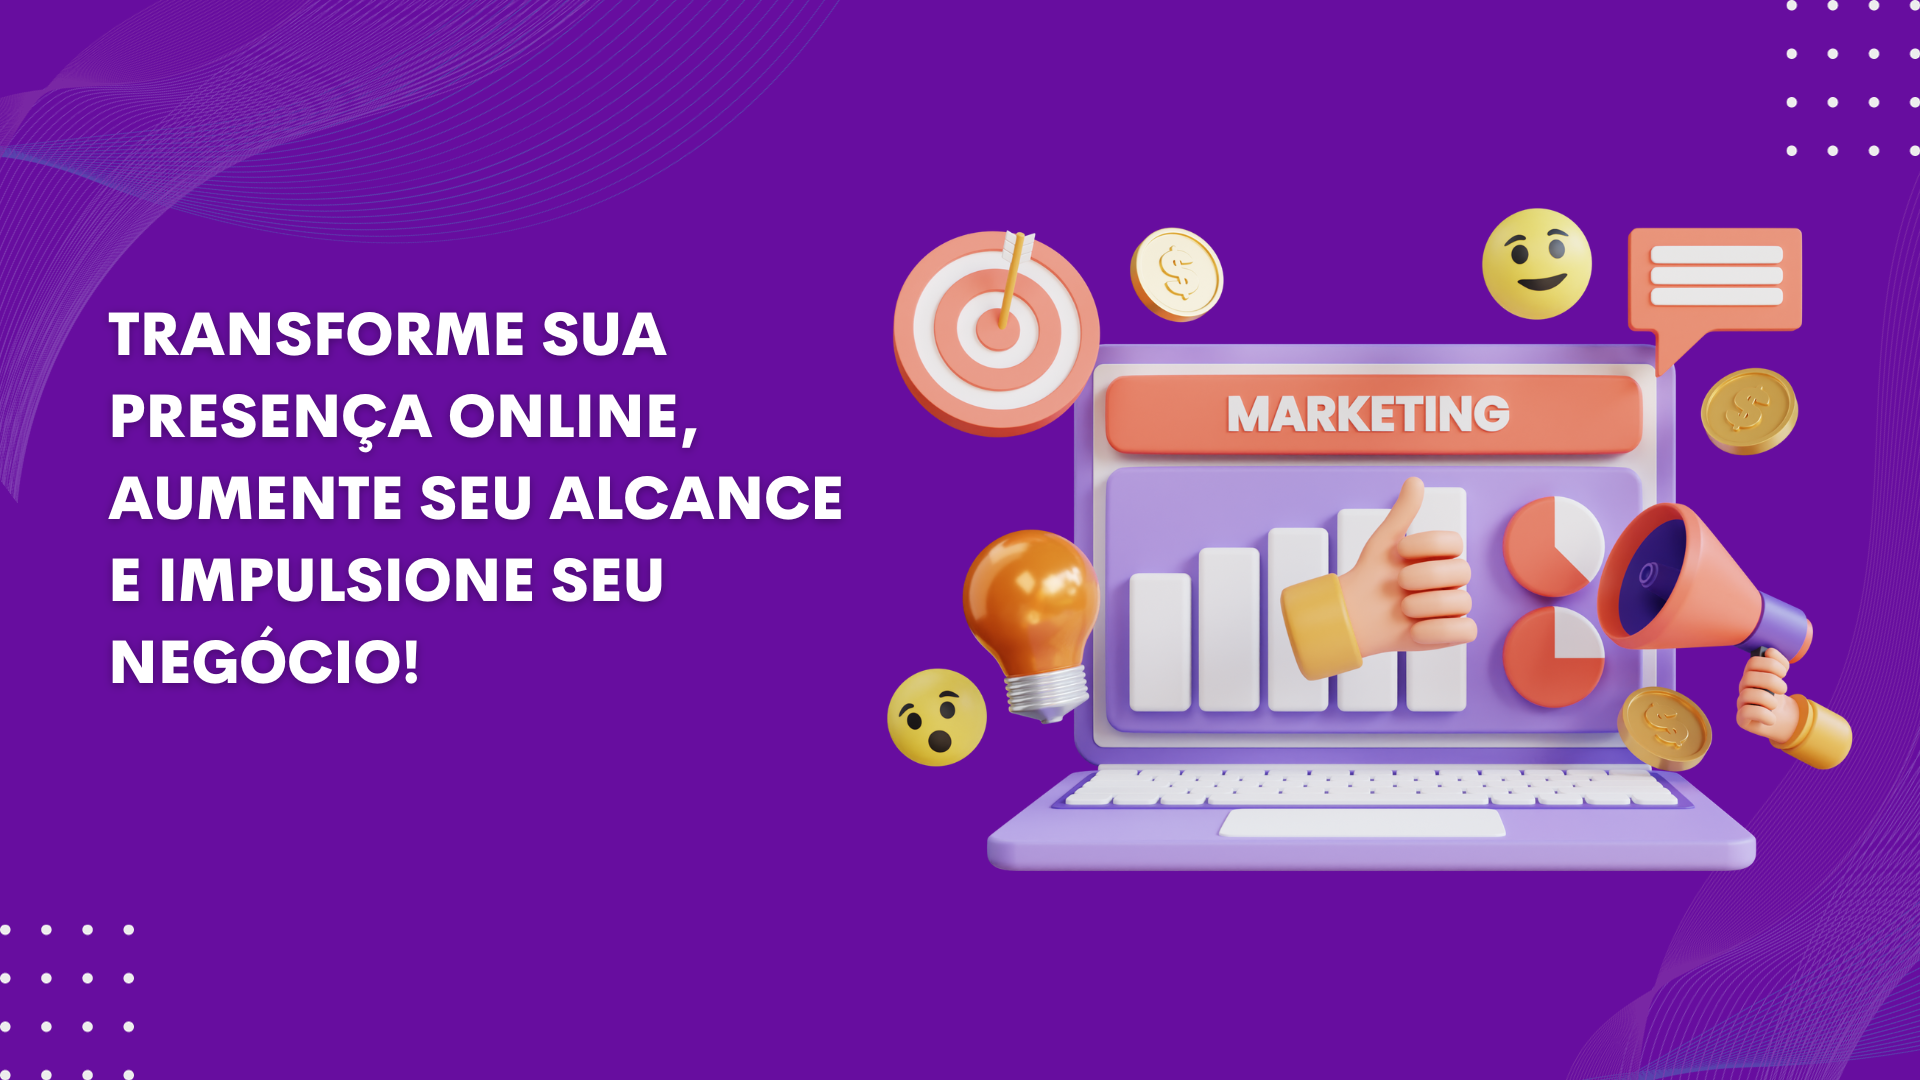 TRANSFORME SUA
PRESENÇA ONLINE,
AUMENTE SEU ALCANCE
E IMPULSIONE SEU
NEGÓCIO!
MARKETING